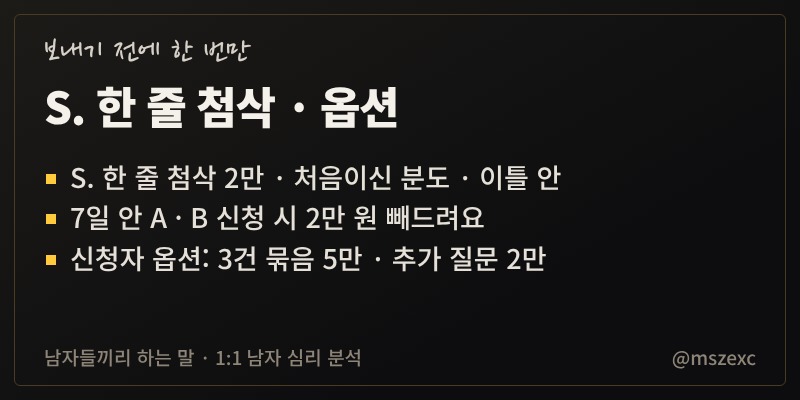 보내기 전에 한 번만
S. 한 줄 첨삭 · 옵션
S. 한 줄 첨삭 2만 · 처음이신 분도 · 이틀 안
7일 안 A · B 신청 시 2만 원 빼드려요
신청자 옵션: 3건 묶음 5만 · 추가 질문 2만
남자들끼리 하는 말 · 1:1 남자 심리 분석
@mszexc